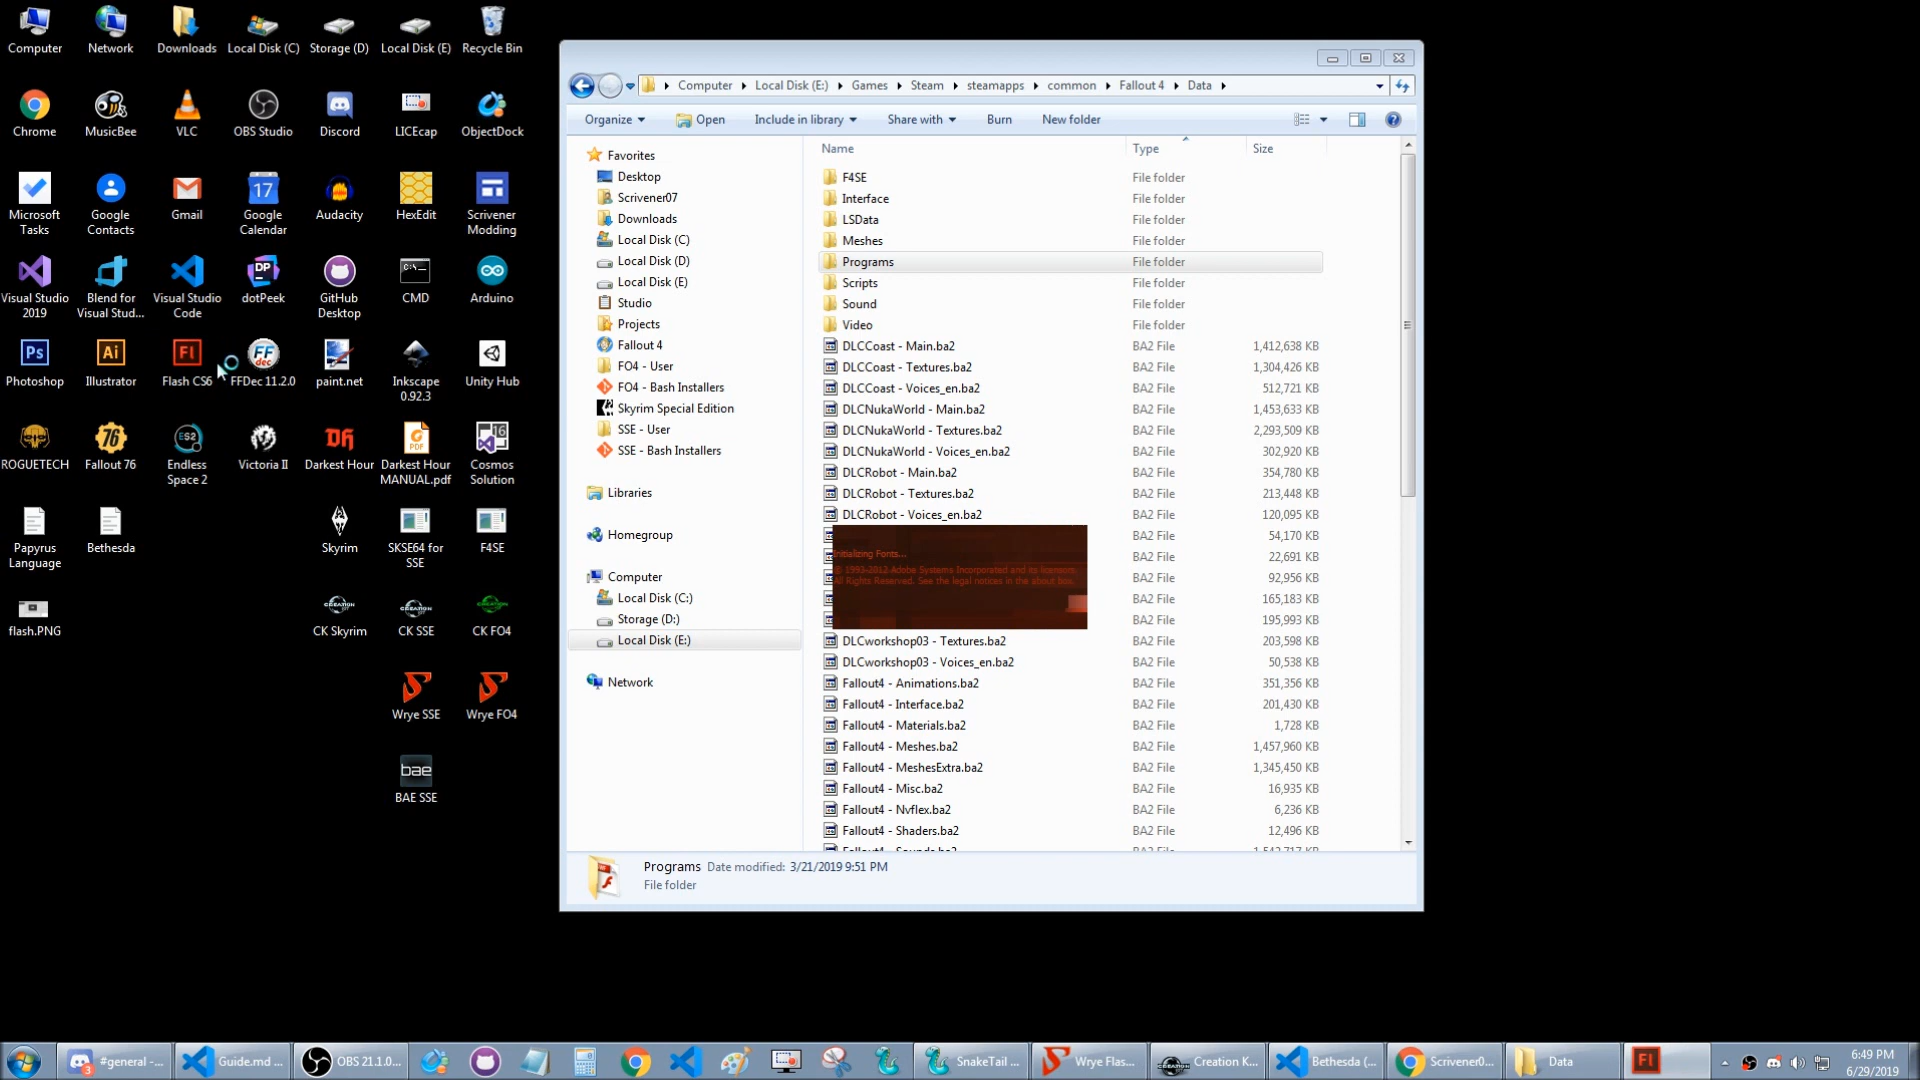 Computer
Network
Downloads
Local Disk (C)
Storage (D)
Local Disk (E)
Recycle Bin
Chrome
MusicBee
VLC
OBS Studio
Discord
LICEcap
ObjectDock
Microsoft
Tasks
Google
Contacts
Gmail
17
Google
Calendar
Audacity
HexEdit
Scrivener
Modding
Visual Studio
2019
Blend for
Visual Stud...
Visual Studio
Code
DP
dotPeek
GitHub
Desktop
C:\_
CMD
Arduino
Ps
Photoshop
Ai
Illustrator
Fl
Flash CS6
FF
dec
FFDec 11.2.0
paint.net
Inkscape
0.92.3
Unity Hub
ROGUETECH
76
Fallout 76
ES2
Endless
Space 2
Victoria II
DH
Darkest Hour
PDF
Darkest Hour
MANUAL.pdf
16
Cosmos
Solution
Papyrus
Language
Bethesda
Skyrim
SKSE64 for
SSE
F4SE
flash.PNG
CREATION
CK Skyrim
CREATION
CK SSE
CK FO4
Wrye SSE
Wrye FO4
bae
BAE SSE
Computer
Local Disk (E:)
Games
Steam
steamapps
common
Fallout 4
Data
Organize
Open
Include in library
Share with
Burn
New folder
Favorites
Desktop
Scrivener07
Downloads
Local Disk (C)
Local Disk (D)
Local Disk (E)
Studio
Projects
Fallout 4
FO4 - User
FO4 - Bash Installers
Skyrim Special Edition
SSE - User
SSE - Bash Installers
Libraries
Homegroup
Computer
Local Disk (C:)
Storage (D:)
Local Disk (E:)
Network
Name Type Size
F4SE File folder
Interface File folder
LSData File folder
Meshes File folder
Programs File folder
Scripts File folder
Sound File folder
Video File folder
DLCCoast - Main.ba2 BA2 File 1,412,638 KB
DLCCoast - Textures.ba2 BA2 File 1,304,426 KB
DLCCoast - Voices_en.ba2 BA2 File 512,721 KB
DLCNukaWorld - Main.ba2 BA2 File 1,453,633 KB
DLCNukaWorld - Textures.ba2 BA2 File 2,293,509 KB
DLCNukaWorld - Voices_en.ba2 BA2 File 302,920 KB
DLCRobot - Main.ba2 BA2 File 354,780 KB
DLCRobot - Textures.ba2 BA2 File 213,448 KB
DLCRobot - Voices_en.ba2 BA2 File 120,095 KB
BA2 File 54,170 KB
BA2 File 22,691 KB
BA2 File 92,956 KB
BA2 File 165,183 KB
BA2 File 195,993 KB
Initializing Fonts...
© 1993-2012 Adobe Systems Incorporated and its licensors.
All Rights Reserved. See the legal notices in the about box.
DLCworkshop03 - Textures.ba2 BA2 File 203,598 KB
DLCworkshop03 - Voices_en.ba2 BA2 File 50,538 KB
Fallout4 - Animations.ba2 BA2 File 351,356 KB
Fallout4 - Interface.ba2 BA2 File 201,430 KB
Fallout4 - Materials.ba2 BA2 File 1,728 KB
Fallout4 - Meshes.ba2 BA2 File 1,457,960 KB
Fallout4 - MeshesExtra.ba2 BA2 File 1,345,450 KB
Fallout4 - Misc.ba2 BA2 File 16,935 KB
Fallout4 - Nvflex.ba2 BA2 File 6,236 KB
Fallout4 - Shaders.ba2 BA2 File 12,496 KB
Programs Date modified: 3/21/2019 9:51 PM
File folder
3
#general -...
Guide.md ...
OBS 21.1.0...
SnakeTail ...
Wrye Flas...
Creation K...
Bethesda (...
Scrivener0...
Data
Fl
6:49 PM
6/29/2019